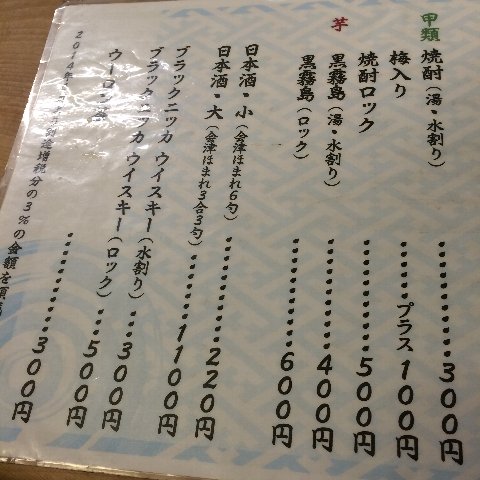 甲類 焼酎(湯・水割り)・・・・・・・・300円
梅入り・・・・・・プラス100円
焼酎ロック・・・・・・・・・・500円
芋 黒霧島(湯・水割り)・・・・・・・400円
黒霧島(ロック)・・・・・・・・600円
日本酒・小(会津ほまれ6勺)・・・・・・220円
日本酒・大(会津ほまれ3合3勺)・・・・・1100円
ブラックニッカ ウイスキー(水割り)・・・300円
ブラックニッカ ウイスキー(ロック)・・・500円
ウーロン・・・・・・・・・300円
2014年 増税分の3%の金額を頂